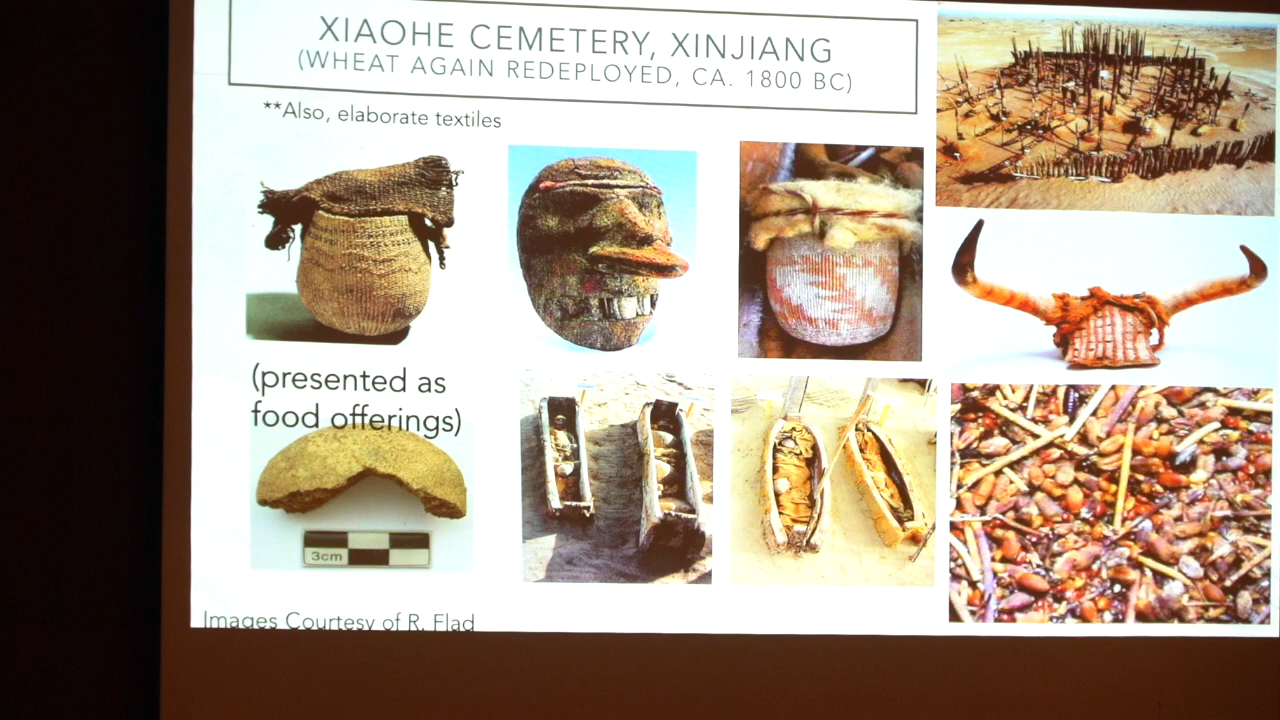 XIAOHE CEMETERY, XINJIANG
(WHEAT AGAIN REDEPLOYED, CA. 1800 BC)
**Also, elaborate textiles
(presented as
food offerings)
3cm
Images Courtesy of R. Flad